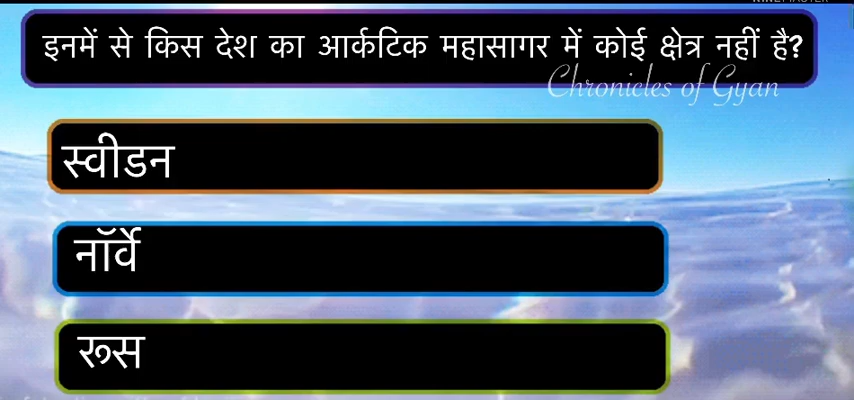 इनमें से किस देश का आर्कटिक महासागर में कोई क्षेत्र नहीं है?
Chronicles of Gyan
स्वीडन
नॉर्वे
रूस